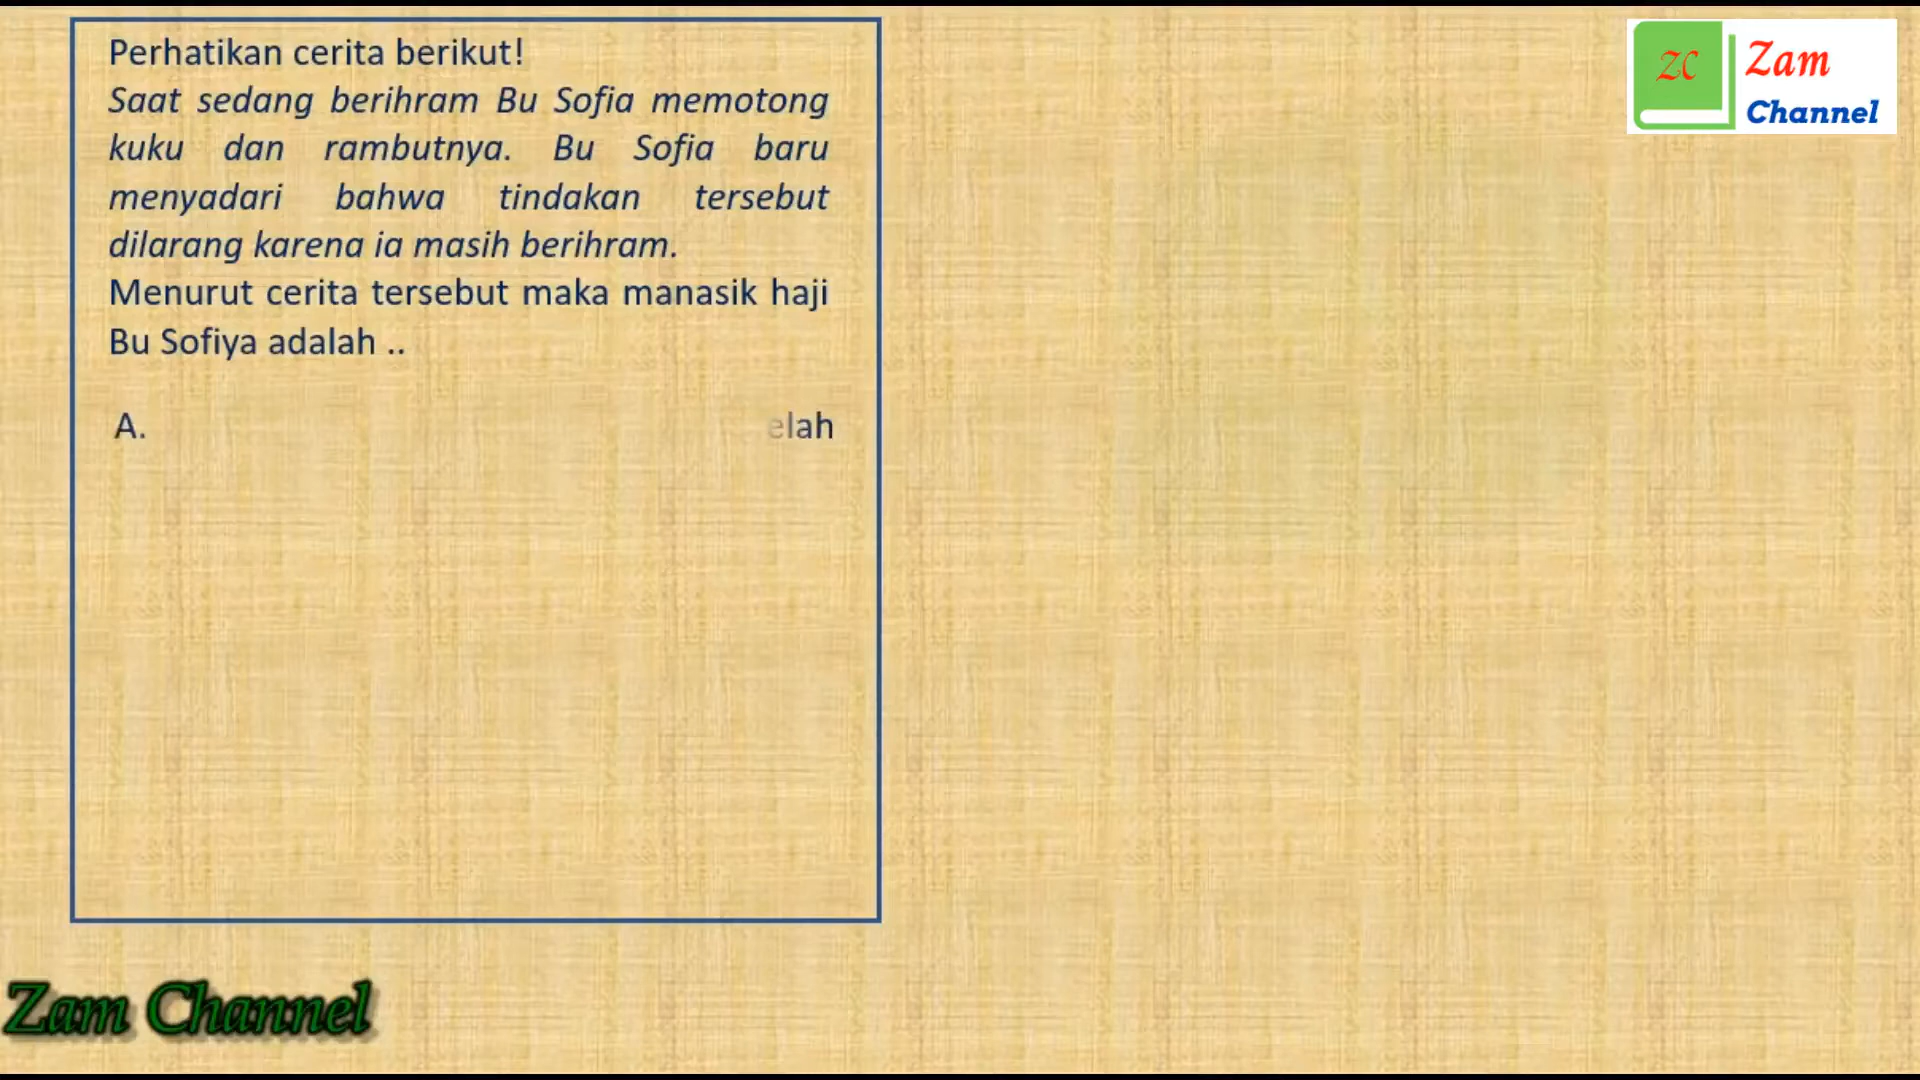 Perhatikan cerita berikut!
Saat sedang berihram Bu Sofia memotong
kuku dan rambutnya. Bu Sofia baru
menyadari bahwa tindakan tersebut
dilarang karena ia masih berihram.
Menurut cerita tersebut maka manasik haji
Bu Sofiya adalah ..
A. elah
ZC Zam
Channel
Zam Channel